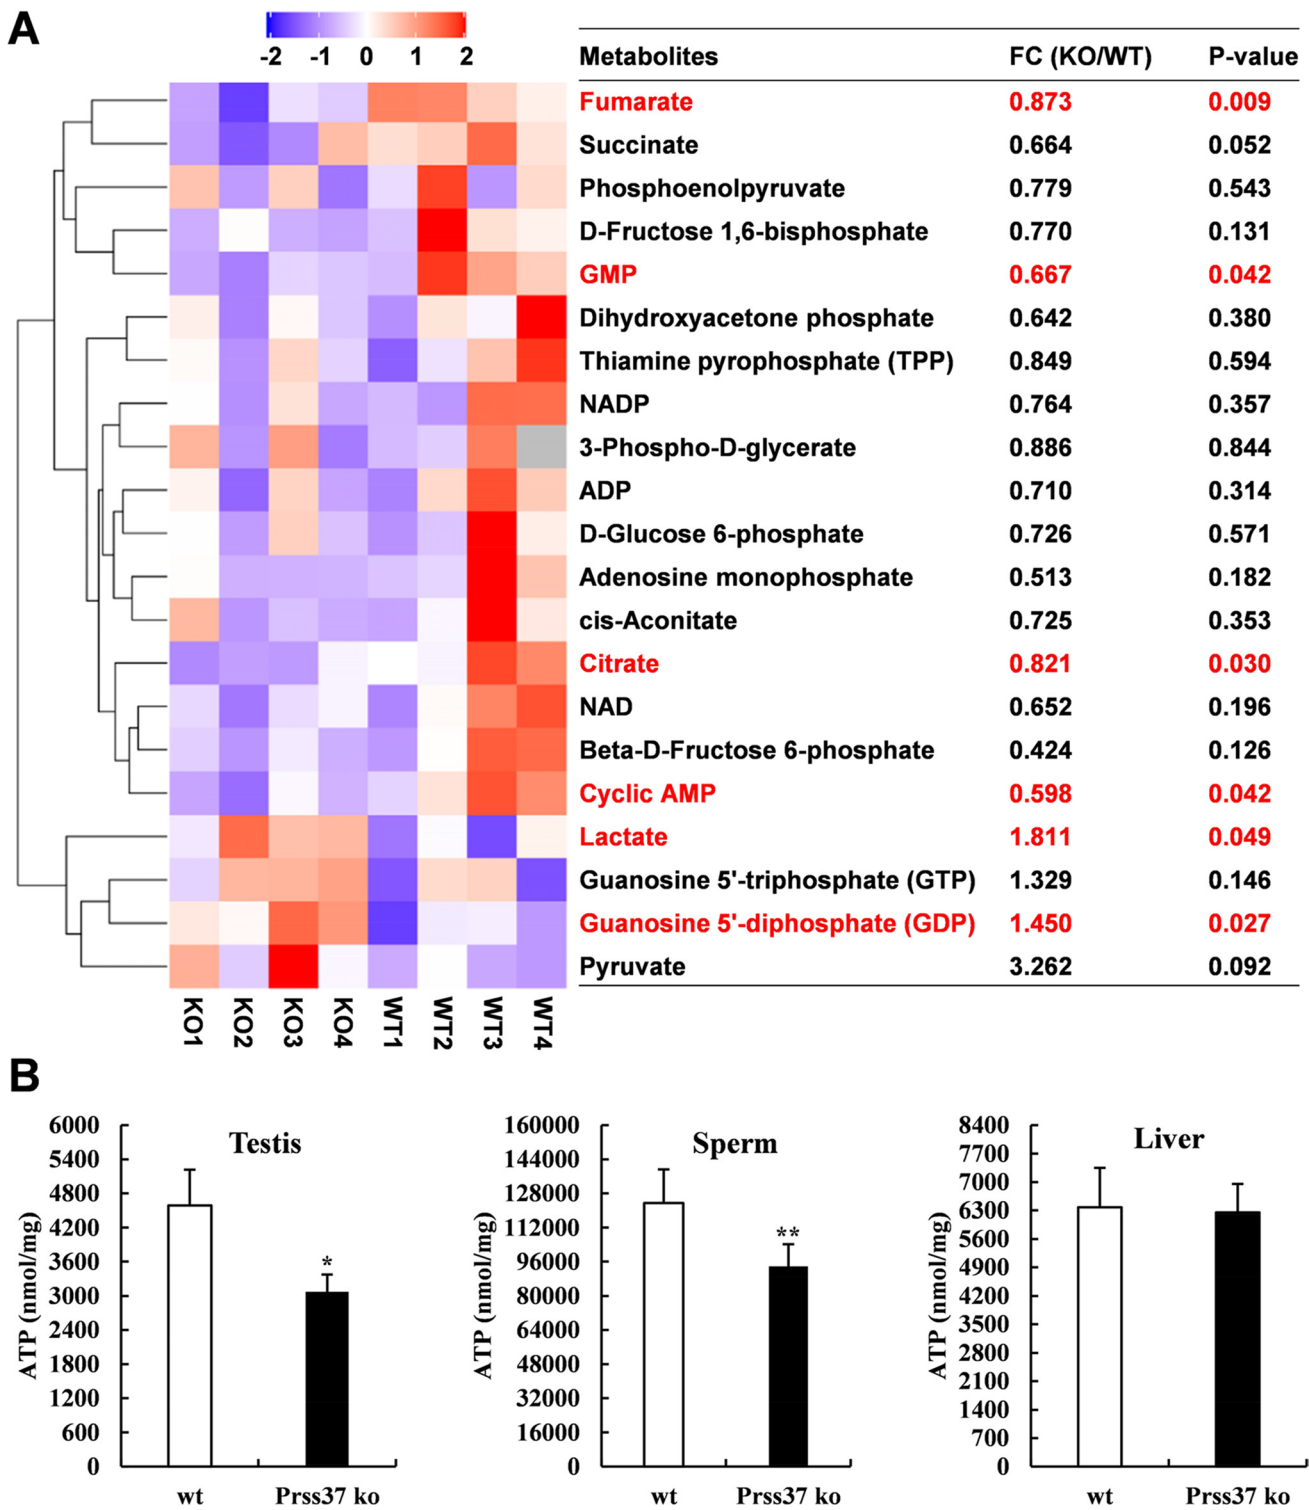 A
-2 -1 0 1 2
Metabolites FC (KO/WT) P-value
Fumarate 0.873 0.009
Succinate 0.664 0.052
Phosphoenolpyruvate 0.779 0.543
D-Fructose 1,6-bisphosphate 0.770 0.131
GMP 0.667 0.042
Dihydroxyacetone phosphate 0.642 0.380
Thiamine pyrophosphate (TPP) 0.849 0.594
NADP 0.764 0.357
3-Phospho-D-glycerate 0.886 0.844
ADP 0.710 0.314
D-Glucose 6-phosphate 0.726 0.571
Adenosine monophosphate 0.513 0.182
cis-Aconitate 0.725 0.353
Citrate 0.821 0.030
NAD 0.652 0.196
Beta-D-Fructose 6-phosphate 0.424 0.126
Cyclic AMP 0.598 0.042
Lactate 1.811 0.049
Guanosine 5'-triphosphate (GTP) 1.329 0.146
Guanosine 5'-diphosphate (GDP) 1.450 0.027
Pyruvate 3.262 0.092
KO1 KO2 KO3 KO4 WT1 WT2 WT3 WT4
B
Testis
ATP (nmol/mg)
6000
5400
4800
4200
3600
3000
2400
1800
1200
600
0
*
wt Prss37 ko
Sperm
ATP (nmol/mg)
160000
144000
128000
112000
96000
80000
64000
48000
32000
16000
0
**
wt Prss37 ko
Liver
ATP (nmol/mg)
8400
7700
7000
6300
5600
4900
4200
3500
2800
2100
1400
700
0
wt Prss37 ko